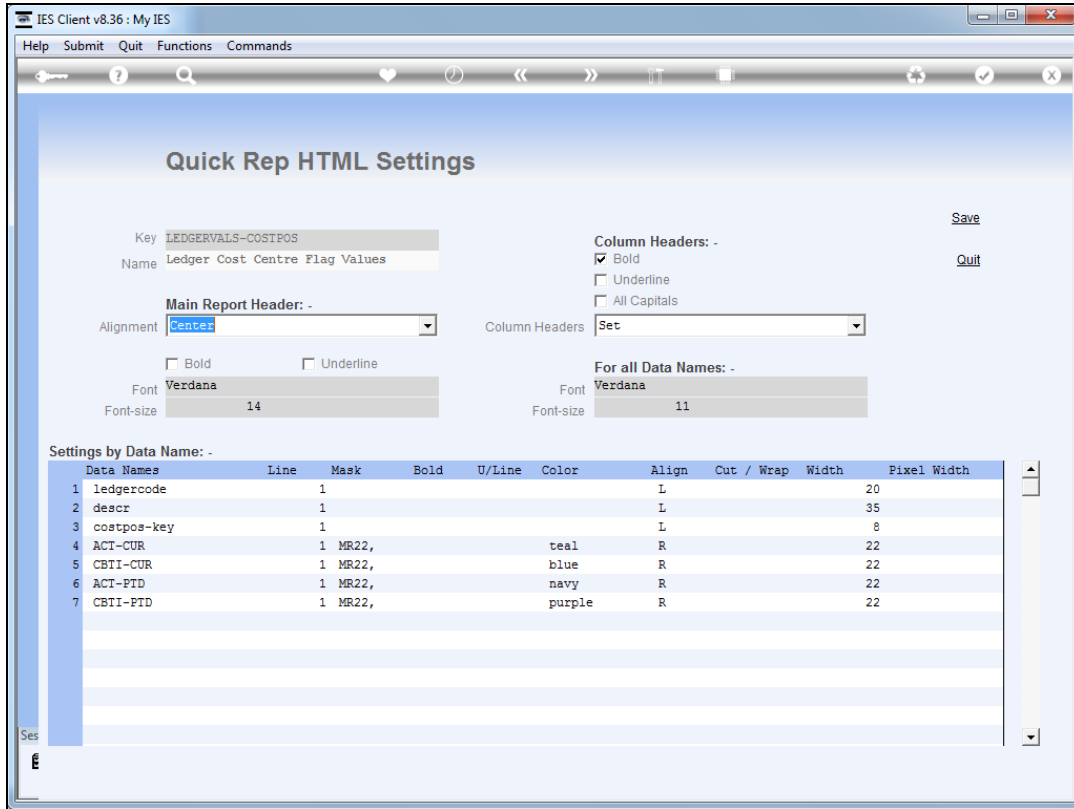 IES Client v8.36 : My IES
Help Submit Quit Functions Commands
Quick Rep HTML Settings
Save
Key LEDGERVALS-COSTPOS
Column Headers: -
Name Ledger Cost Centre Flag Values
Bold
Quit
Underline
Main Report Header: -
All Capitals
Alignment Center
Column Headers Set
Bold Underline
For all Data Names: -
Font Verdana
Font Verdana
Font-size 14
Font-size 11
Settings by Data Name: -
Data Names Line Mask Bold U/Line Color Align Cut / Wrap Width Pixel Width
1 ledgercode 1 L 20
2 descr 1 L 35
3 costpos-key 1 L 8
4 ACT-CUR 1 MR22, teal R 22
5 CBTI-CUR 1 MR22, blue R 22
6 ACT-PTD 1 MR22, navy R 22
7 CBTI-PTD 1 MR22, purple R 22
Ses